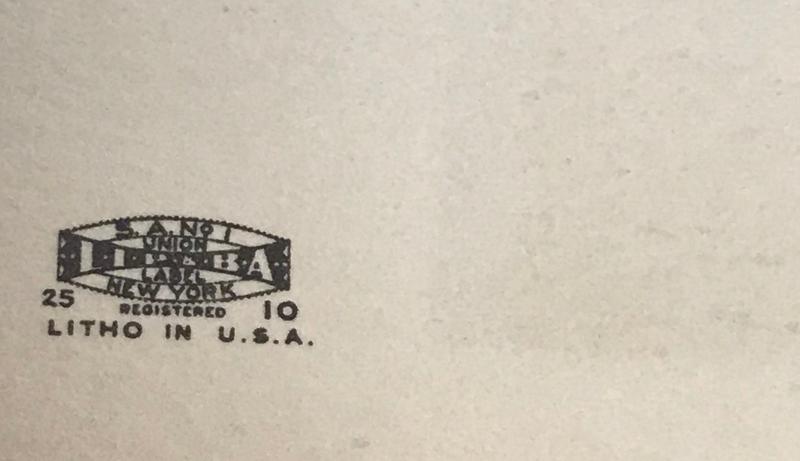 S. A. No 1
UNION
LABEL
NEW YORK
25 REGISTERED 10
LITHO IN U.S.A.